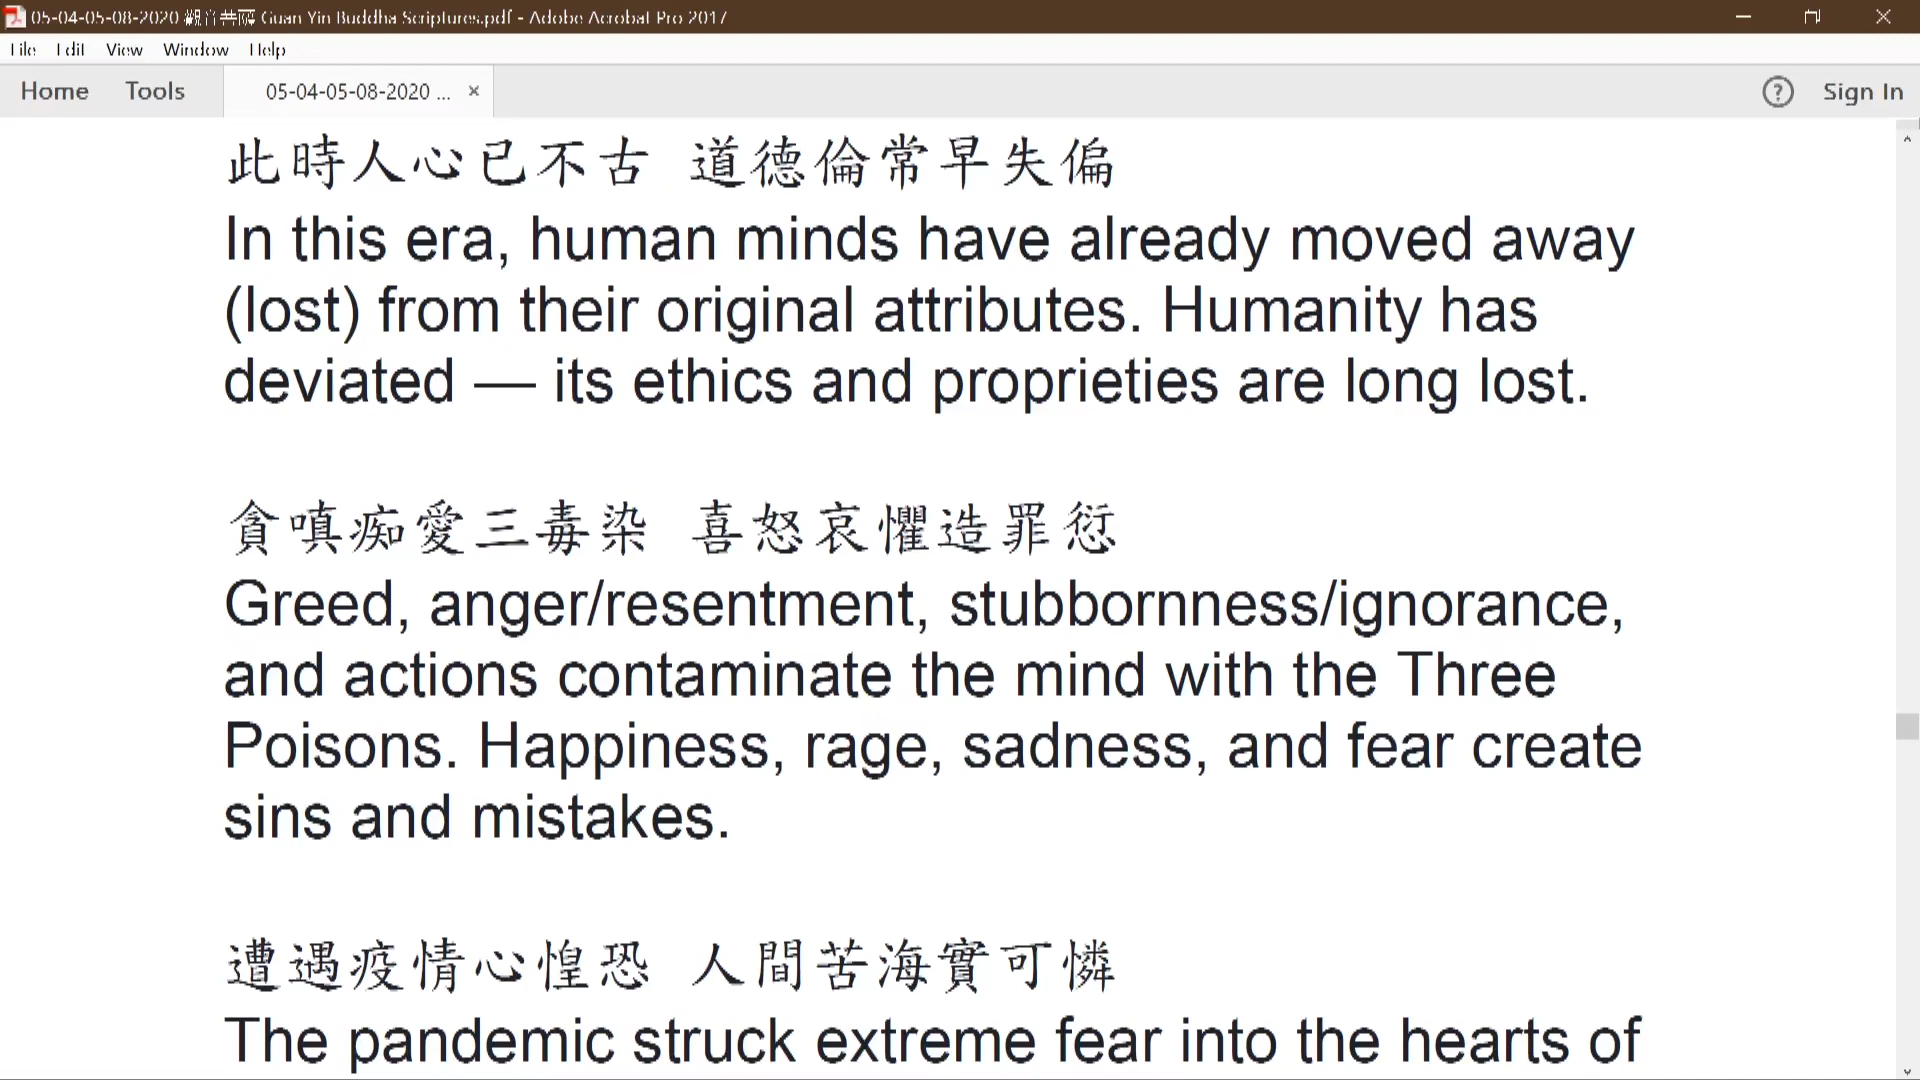 05-04-05-08-2020 觀音菩薩 Guan Yin Buddha Scriptures.pdf - Adobe Acrobat Pro 2017
File Edit View Window Help
Home Tools 05-04-05-08-2020 ... × ? Sign In
此時人心已不古 道德倫常早失偏
In this era, human minds have already moved away
(lost) from their original attributes. Humanity has
deviated — its ethics and proprieties are long lost.
貪嗔痴愛三毒染 喜怒哀懼造罪愆
Greed, anger/resentment, stubbornness/ignorance,
and actions contaminate the mind with the Three
Poisons. Happiness, rage, sadness, and fear create
sins and mistakes.
遭遇疫情心惶恐 人間苦海實可憐
The pandemic struck extreme fear into the hearts of